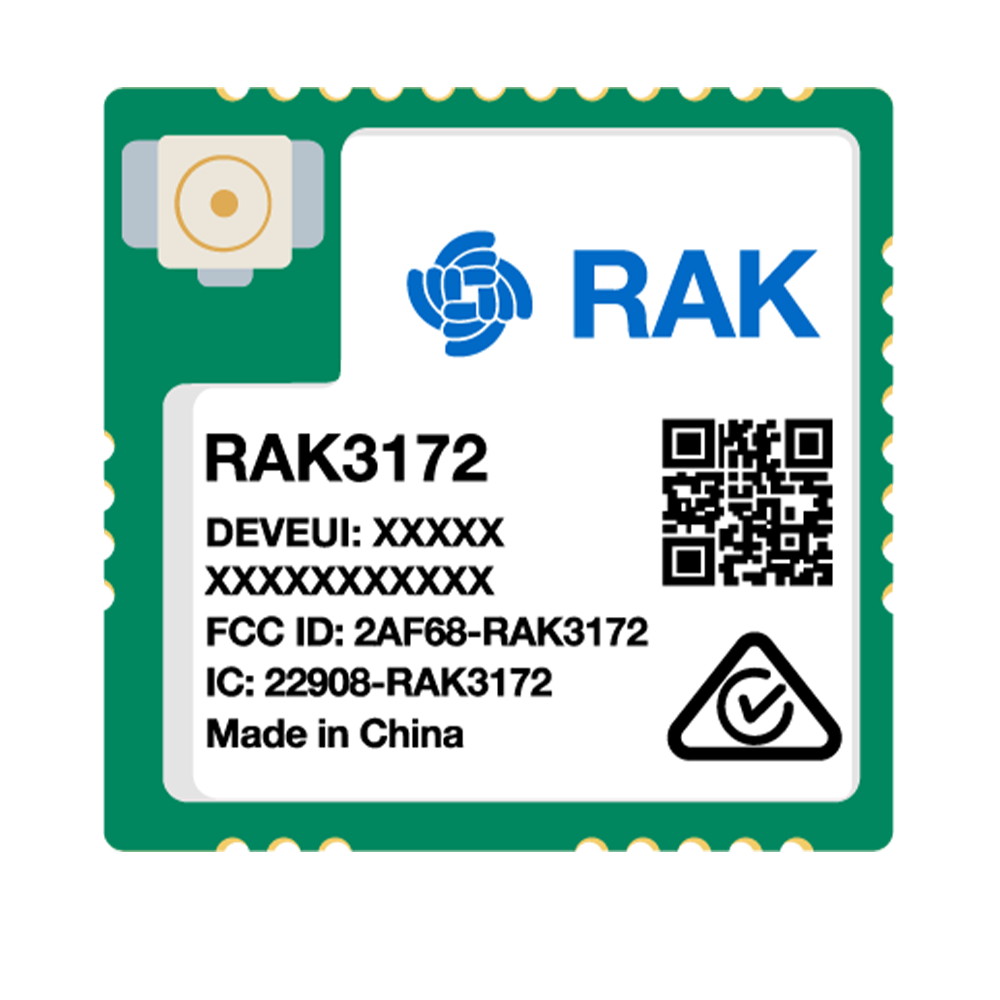 RAK
RAK3172
DEVEUI: XXXXX
XXXXXXXXXXX
FCC ID: 2AF68-RAK3172
IC: 22908-RAK3172
Made in China